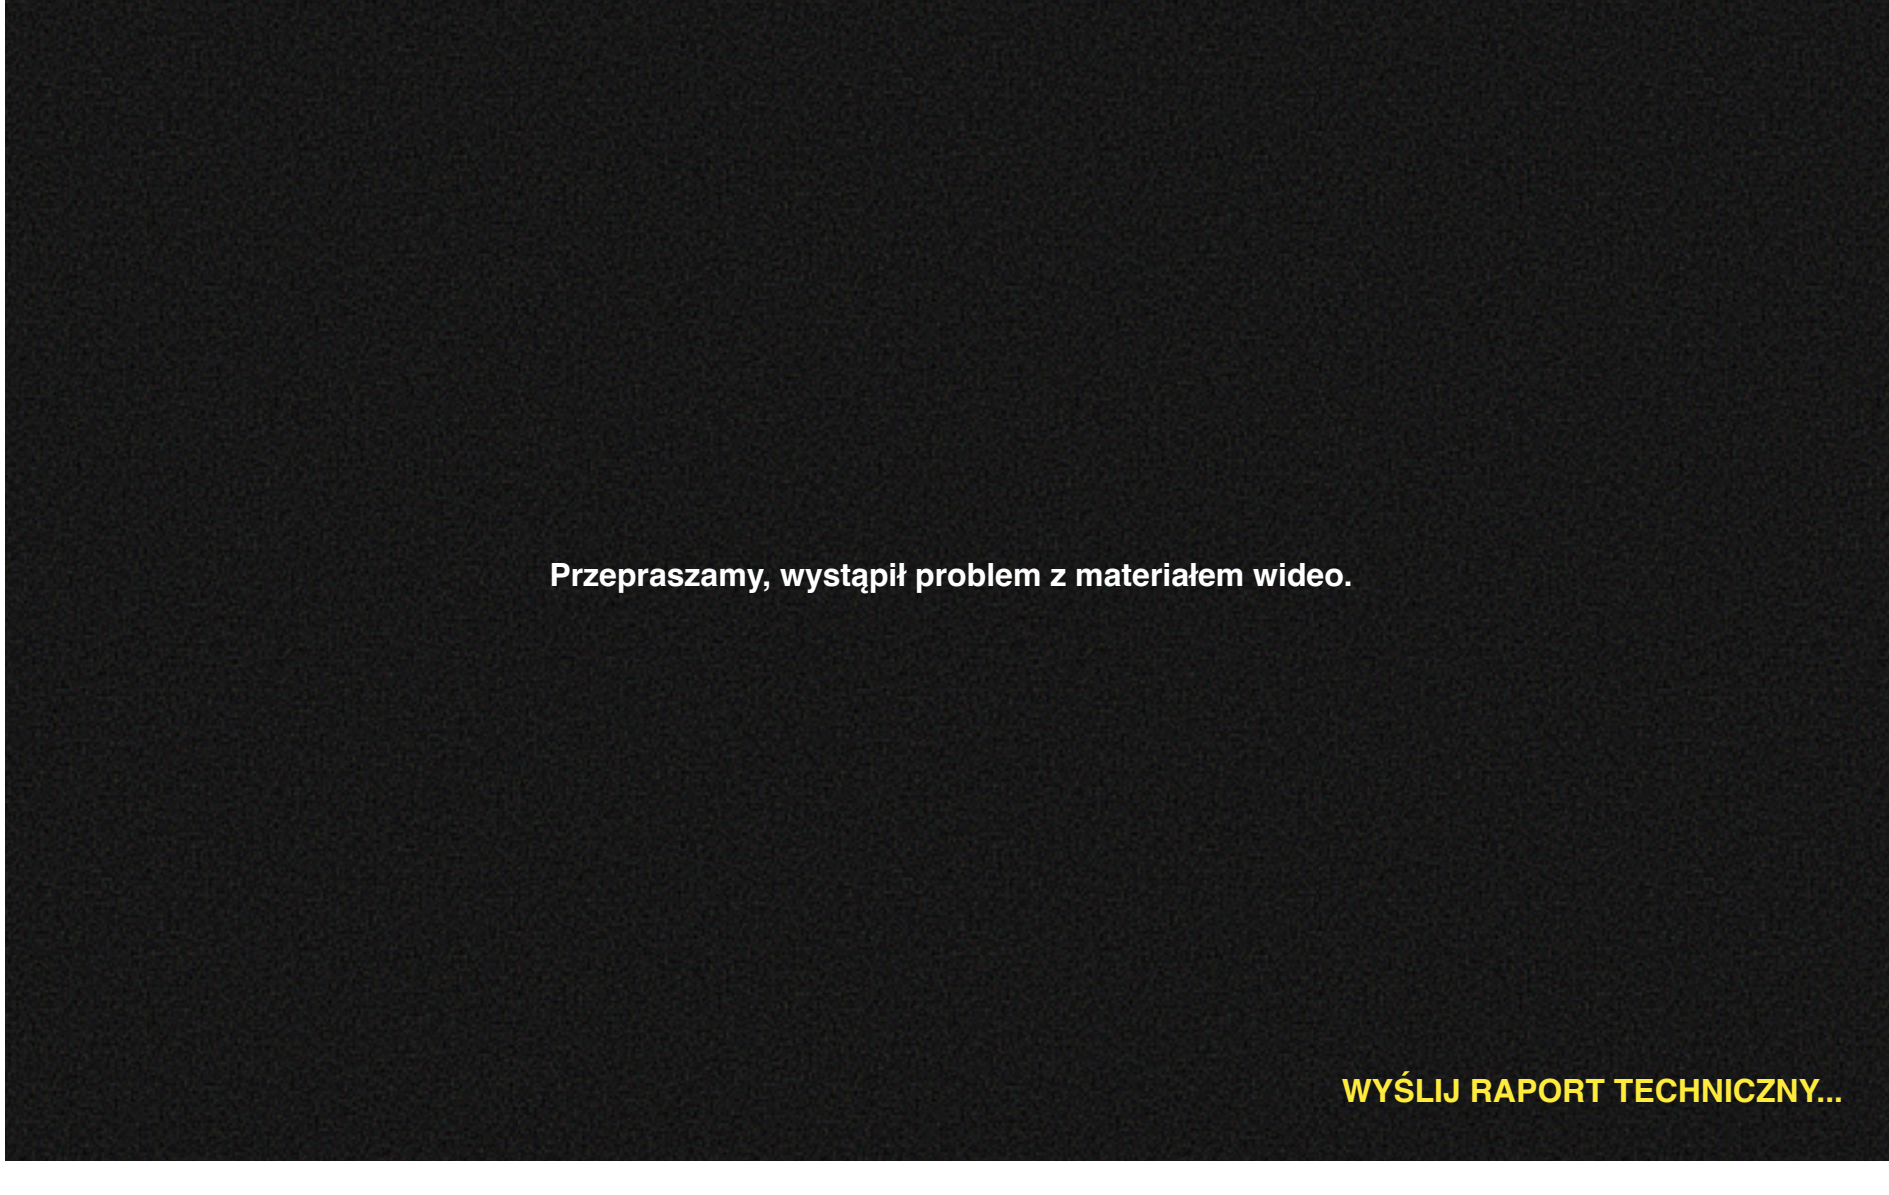 Przepraszamy, wystąpił problem z materiałem wideo.
WYŚLIJ RAPORT TECHNICZNY...